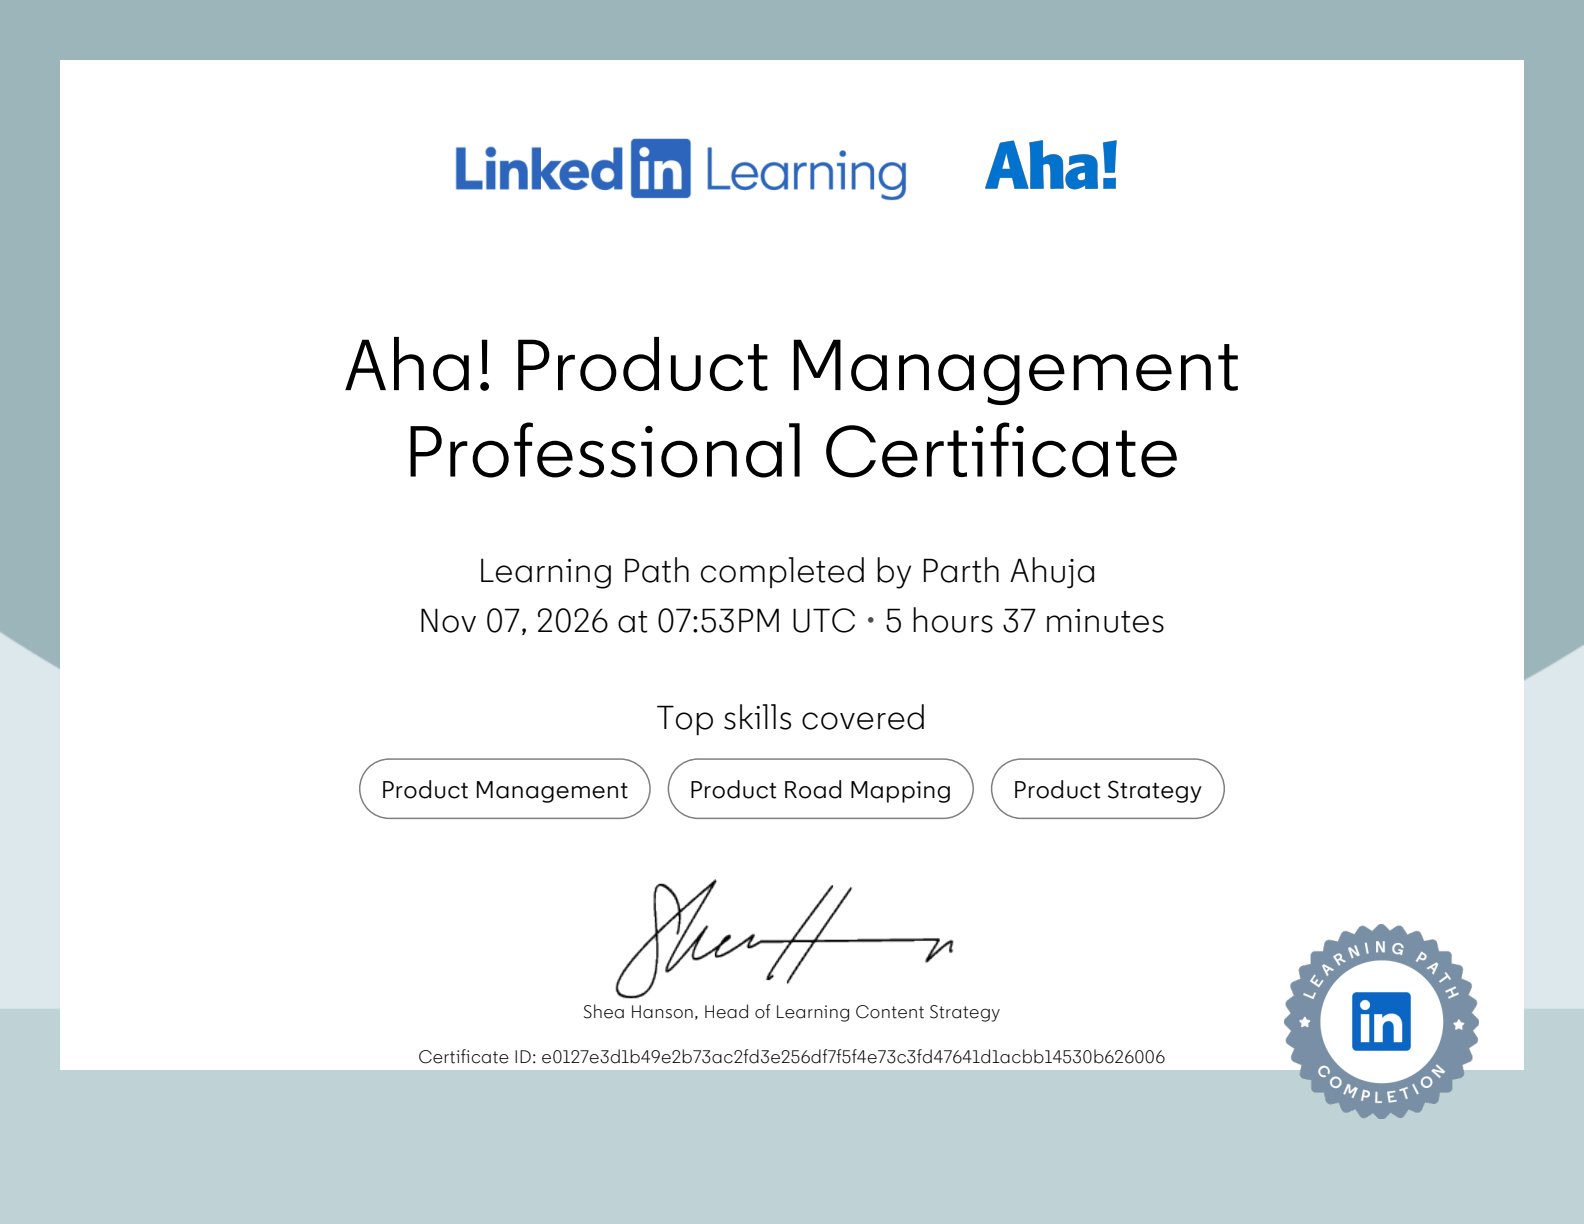 LinkedIn Learning Aha!
Aha! Product Management
Professional Certificate
Learning Path completed by Parth Ahuja
Nov 07, 2026 at 07:53PM UTC • 5 hours 37 minutes
Top skills covered
Product Management Product Road Mapping Product Strategy
Shea Hanson, Head of Learning Content Strategy
Certificate ID: e0127e3d1b49e2b73ac2fd3e256df7f5f4e73c3fd47641d1acbb14530b626006
LEARNING PATH
in
COMPLETION